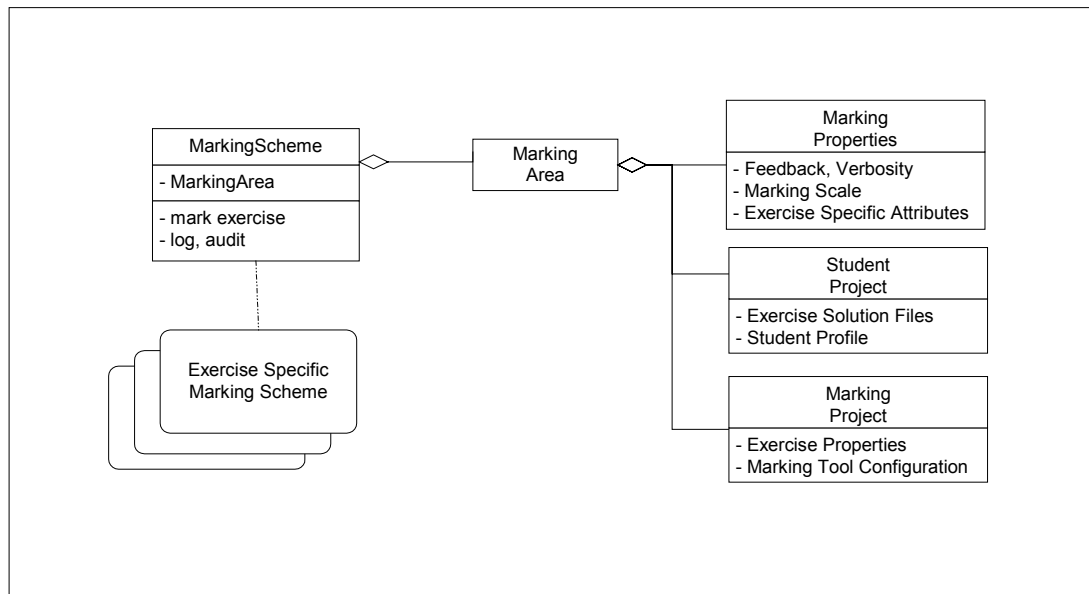 MarkingScheme
- MarkingArea
- mark exercise
- log, audit
Exercise Specific
Marking Scheme
Marking
Area
Marking
Properties
- Feedback, Verbosity
- Marking Scale
- Exercise Specific Attributes
Student
Project
- Exercise Solution Files
- Student Profile
Marking
Project
- Exercise Properties
- Marking Tool Configuration